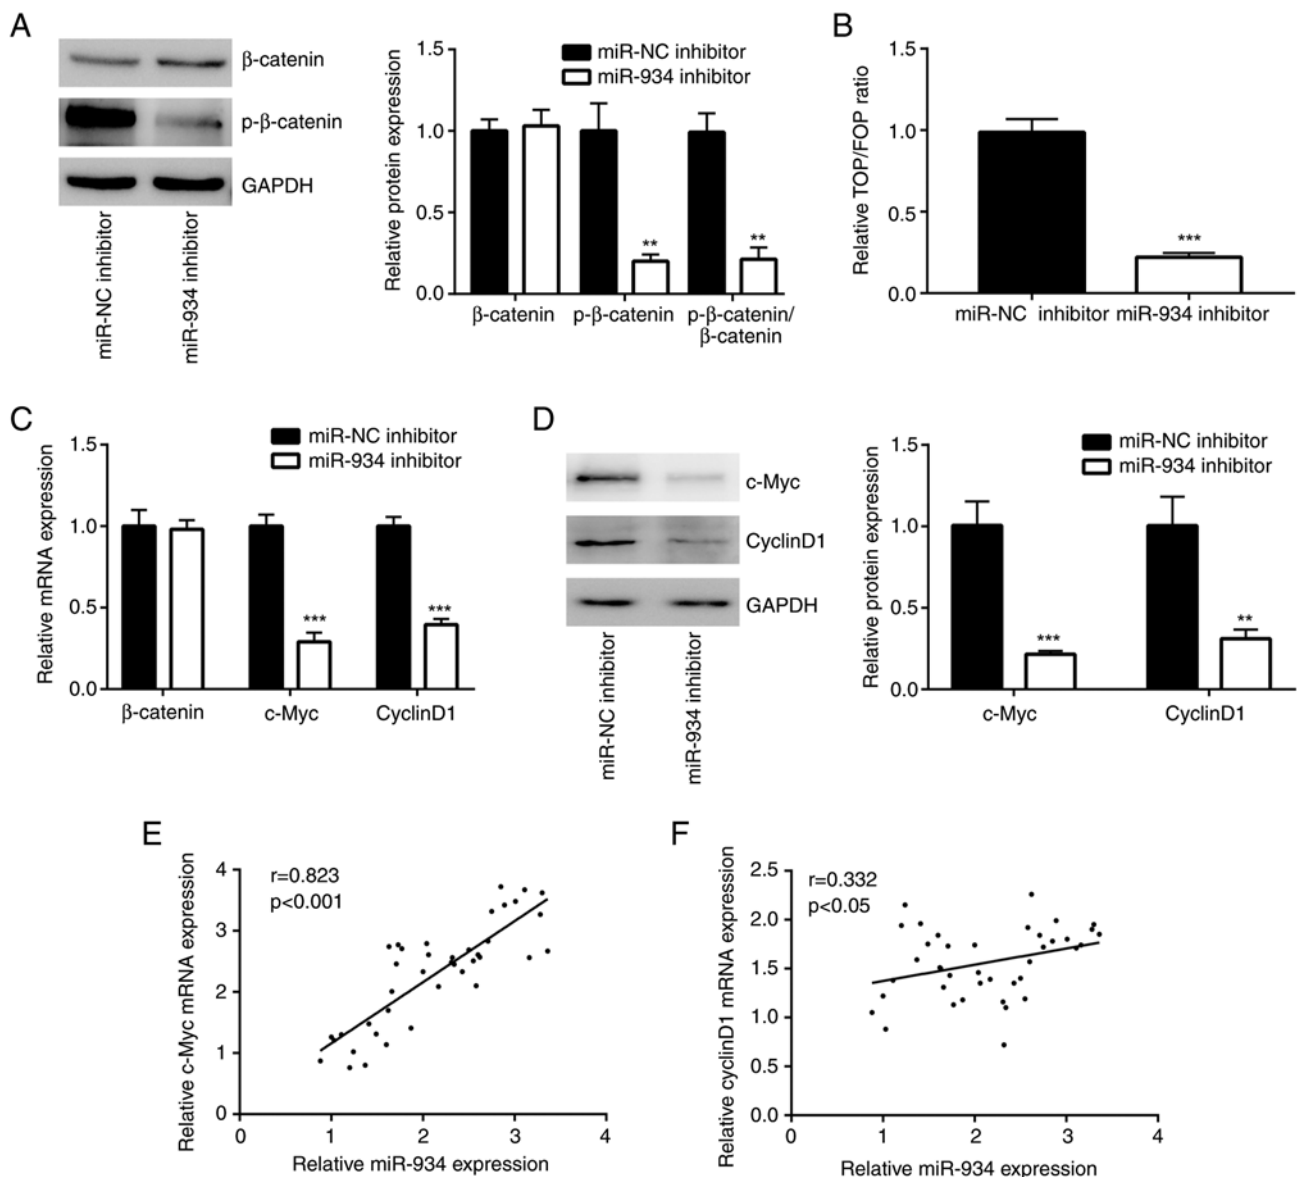 A
β-catenin
p-β-catenin
GAPDH
miR-NC inhibitor
miR-934 inhibitor
Relative protein expression
1.5
1.0
0.5
0.0
miR-NC inhibitor
miR-934 inhibitor
**
**
β-catenin
p-β-catenin
p-β-catenin/
β-catenin
B
Relative TOP/FOP ratio
1.5
1.0
0.5
0.0
***
miR-NC inhibitor
miR-934 inhibitor
C
Relative mRNA expression
1.5
1.0
0.5
0.0
miR-NC inhibitor
miR-934 inhibitor
***
***
β-catenin
c-Myc
CyclinD1
D
c-Myc
CyclinD1
GAPDH
miR-NC inhibitor
miR-934 inhibitor
Relative protein expression
1.5
1.0
0.5
0.0
miR-NC inhibitor
miR-934 inhibitor
***
**
c-Myc
CyclinD1
E
Relative c-Myc mRNA expression
4
3
2
1
0
r=0.823
p<0.001
0
1
2
3
4
Relative miR-934 expression
F
Relative cyclinD1 mRNA expression
2.5
2.0
1.5
1.0
0.5
0.0
r=0.332
p<0.05
0
1
2
3
4
Relative miR-934 expression